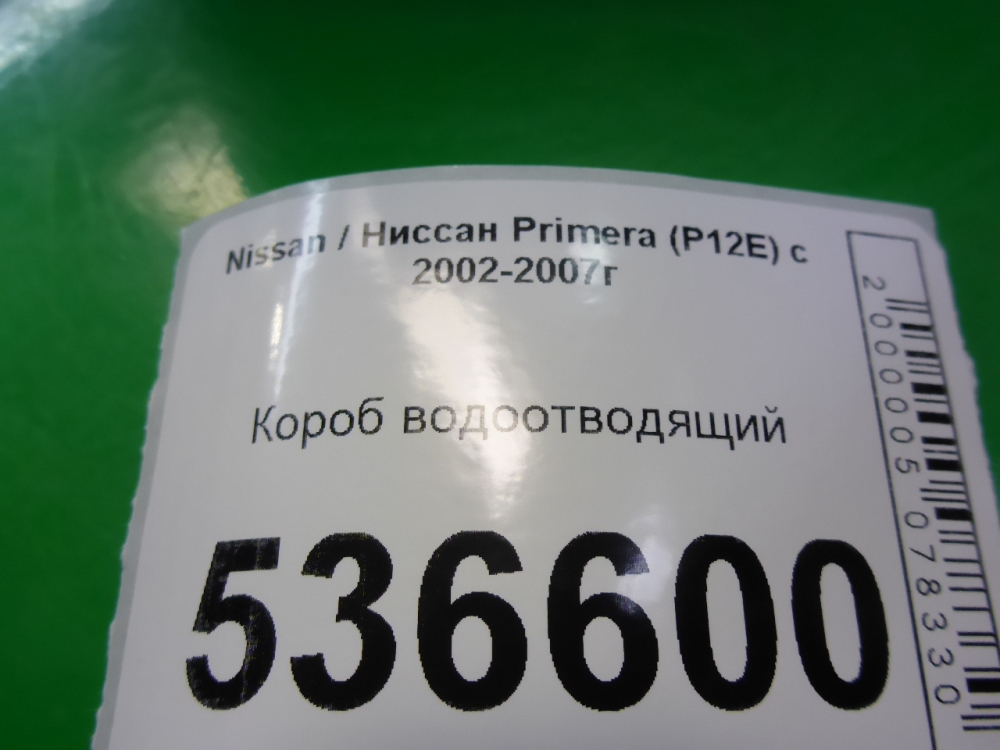 Nissan / Ниссан Primera (P12E) с
2002-2007г
Короб водоотводящий
536600
2000005078330